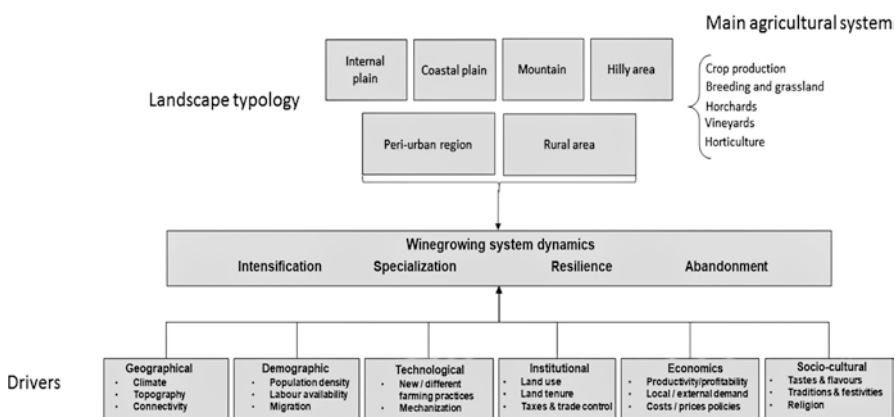 Main agricultural system
Internal
plain
Coastal plain
Mountain
Hilly area
Landscape typology
Crop production
Breeding and grassland
Horchards
Vineyards
Horticulture
Peri-urban region
Rural area
Winegrowing system dynamics
Intensification Specialization Resilience Abandonment
Drivers
Geographical
• Climate
• Topography
• Connectivity
Demographic
• Population density
• Labour availability
• Migration
Technological
• New / different
farming practices
• Mechanization
Institutional
• Land use
• Land tenure
• Taxes & trade control
Economics
• Productivity/profitability
• Local / external demand
• Costs / prices policies
Socio-cultural
• Tastes & flavours
• Traditions & festivities
• Religion